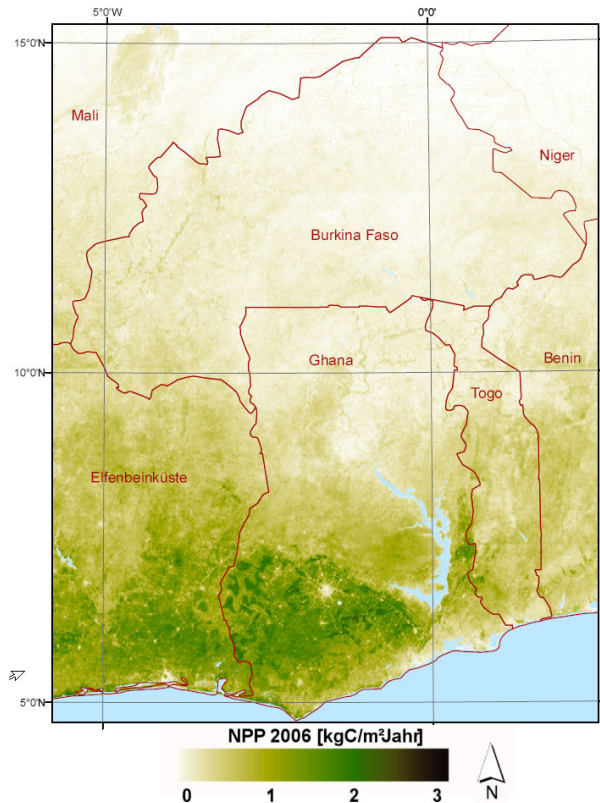 5°0'W 0°0'
15°0'N
Mali
Niger
Burkina Faso
Ghana
Benin
10°0'N
Togo
Elfenbeinküste
5°0'N
NPP 2006 [kgC/m²Jahr]
0 1 2 3
N